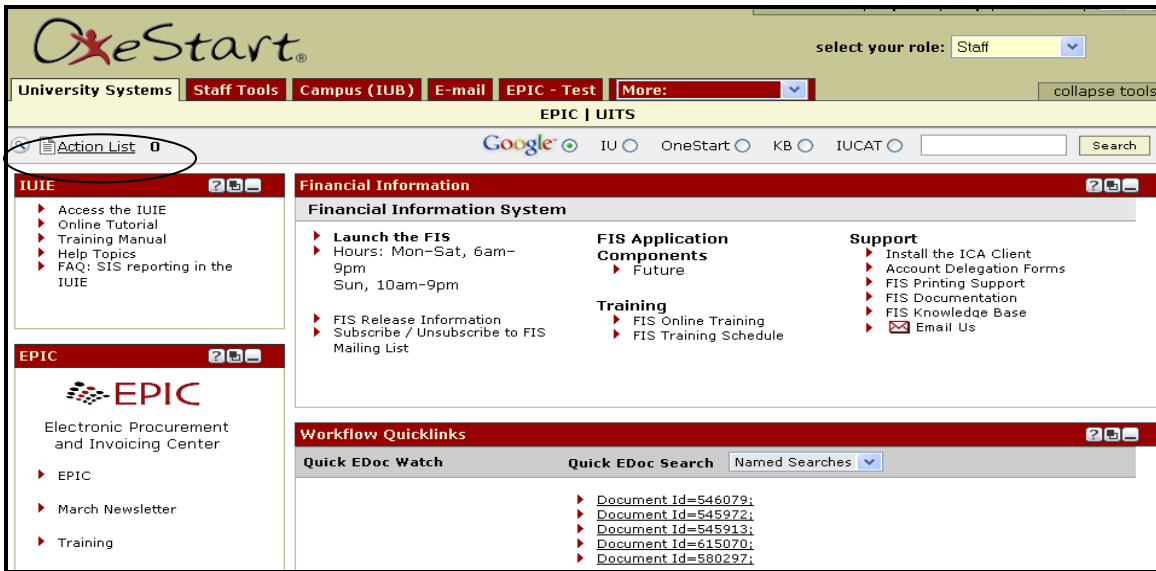 OneStart®
select your role: Staff
University Systems Staff Tools Campus (IUB) E-mail EPIC - Test More:
collapse tools
EPIC | UITS
Action List 0
Google IU OneStart KB IUCAT Search
IUIE
Access the IUIE
Online Tutorial
Training Manual
Help Topics
FAQ: SIS reporting in the
IUIE
EPIC
EPIC
Electronic Procurement
and Invoicing Center
EPIC
March Newsletter
Training
Financial Information
Financial Information System
Launch the FIS
Hours: Mon-Sat, 6am-
9pm
Sun, 10am-9pm
FIS Release Information
Subscribe / Unsubscribe to FIS
Mailing List
FIS Application
Components
Future
Training
FIS Online Training
FIS Training Schedule
Support
Install the ICA Client
Account Delegation Forms
FIS Printing Support
FIS Documentation
FIS Knowledge Base
Email Us
Workflow Quicklinks
Quick EDoc Watch
Quick EDoc Search Named Searches
Document Id=546079;
Document Id=545972;
Document Id=545913;
Document Id=615070;
Document Id=580297;